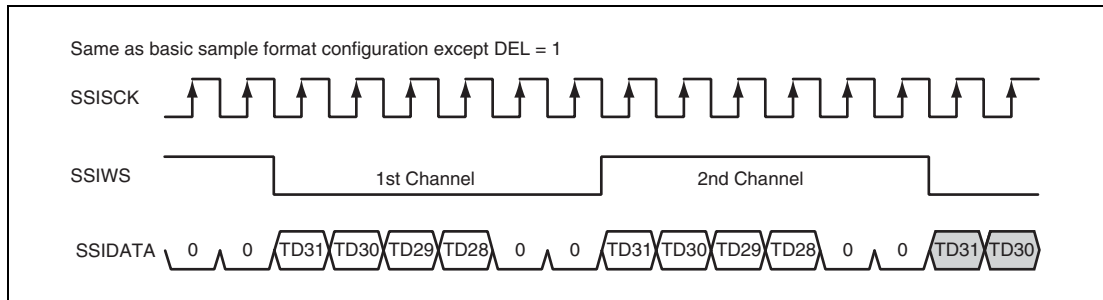 Same as basic sample format configuration except DEL = 1
SSISCK
SSIWS 1st Channel 2nd Channel
SSIDATA 0 0 TD31 TD30 TD29 TD28 0 0 TD31 TD30 TD29 TD28 0 0 TD31 TD30